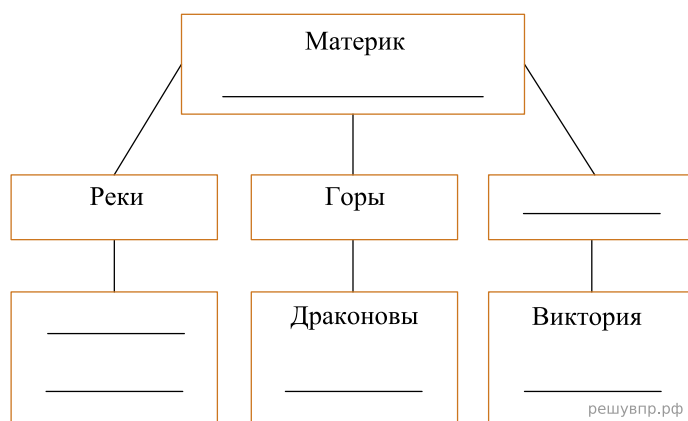 Материк
Реки
Горы
Драконовы
Виктория
решувпр.рф